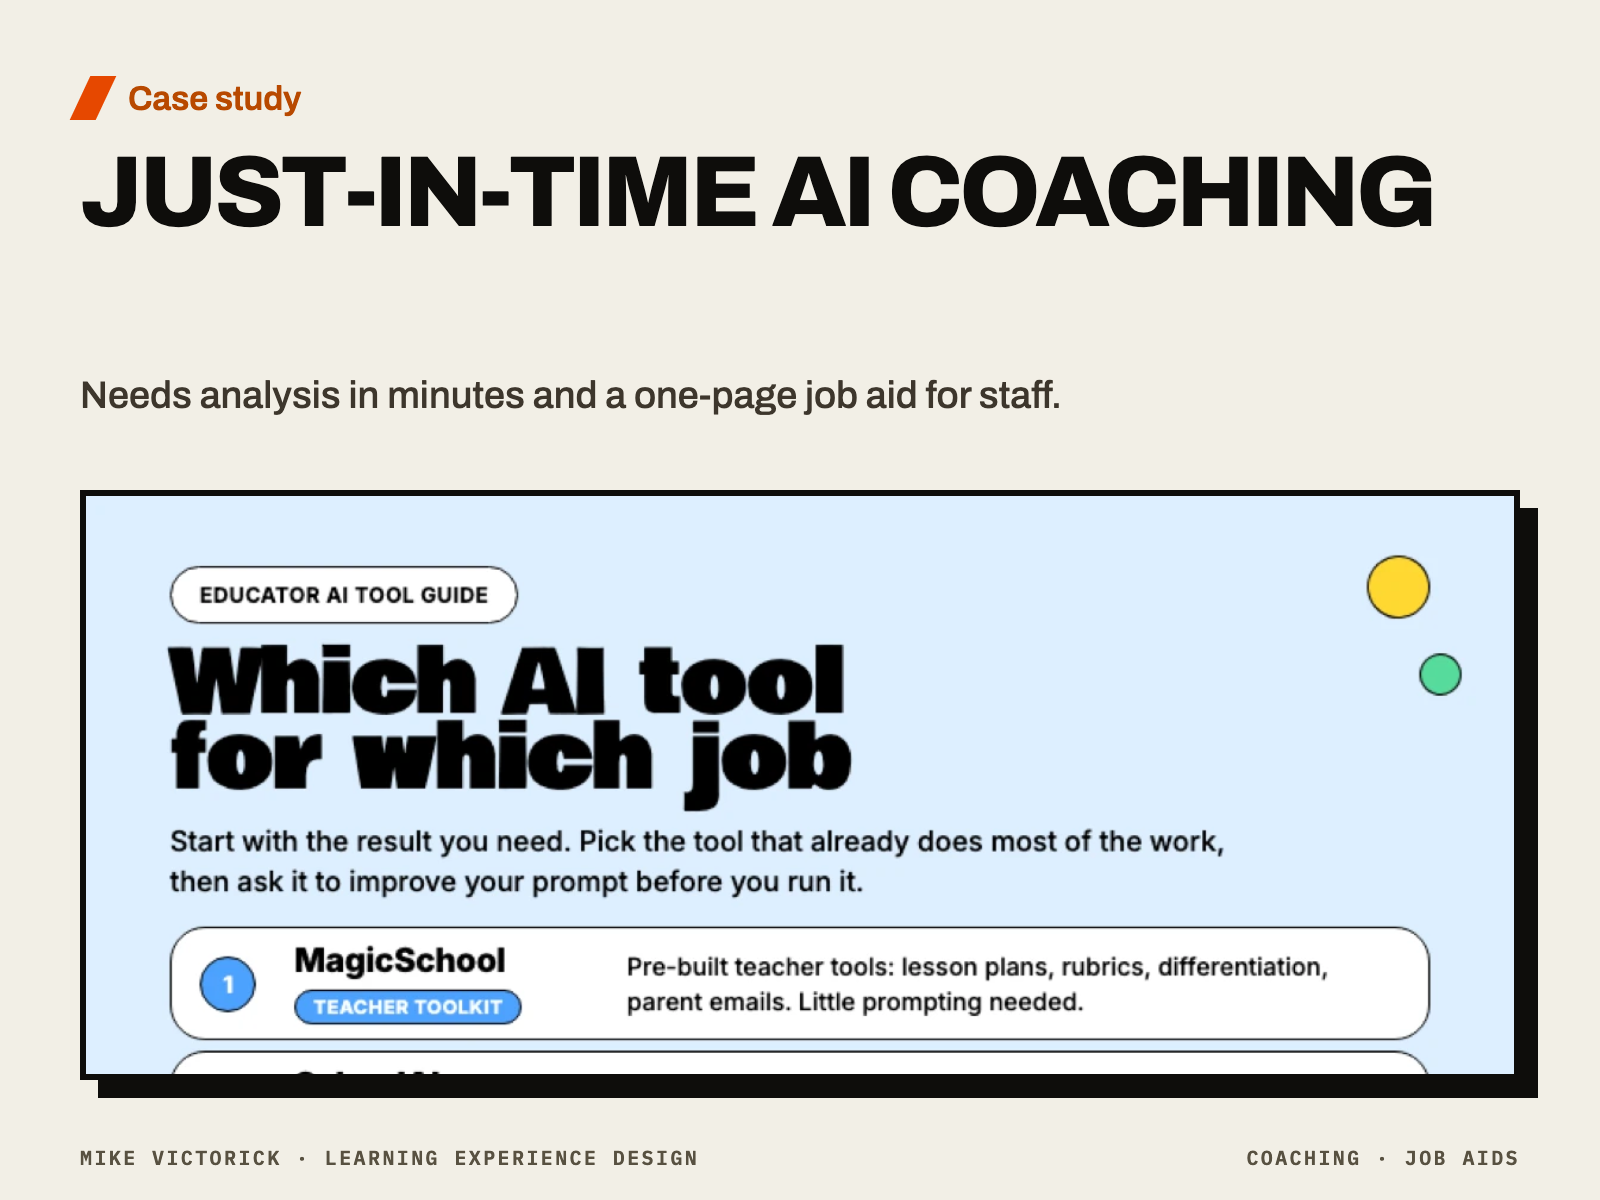 Case study
JUST-IN-TIME AI COACHING
Needs analysis in minutes and a one-page job aid for staff.
EDUCATOR AI TOOL GUIDE
Which AI tool
for which job
Start with the result you need. Pick the tool that already does most of the work,
then ask it to improve your prompt before you run it.
1
MagicSchool
TEACHER TOOLKIT
Pre-built teacher tools: lesson plans, rubrics, differentiation,
parent emails. Little prompting needed.
MIKE VICTORICK · LEARNING EXPERIENCE DESIGN
COACHING · JOB AIDS